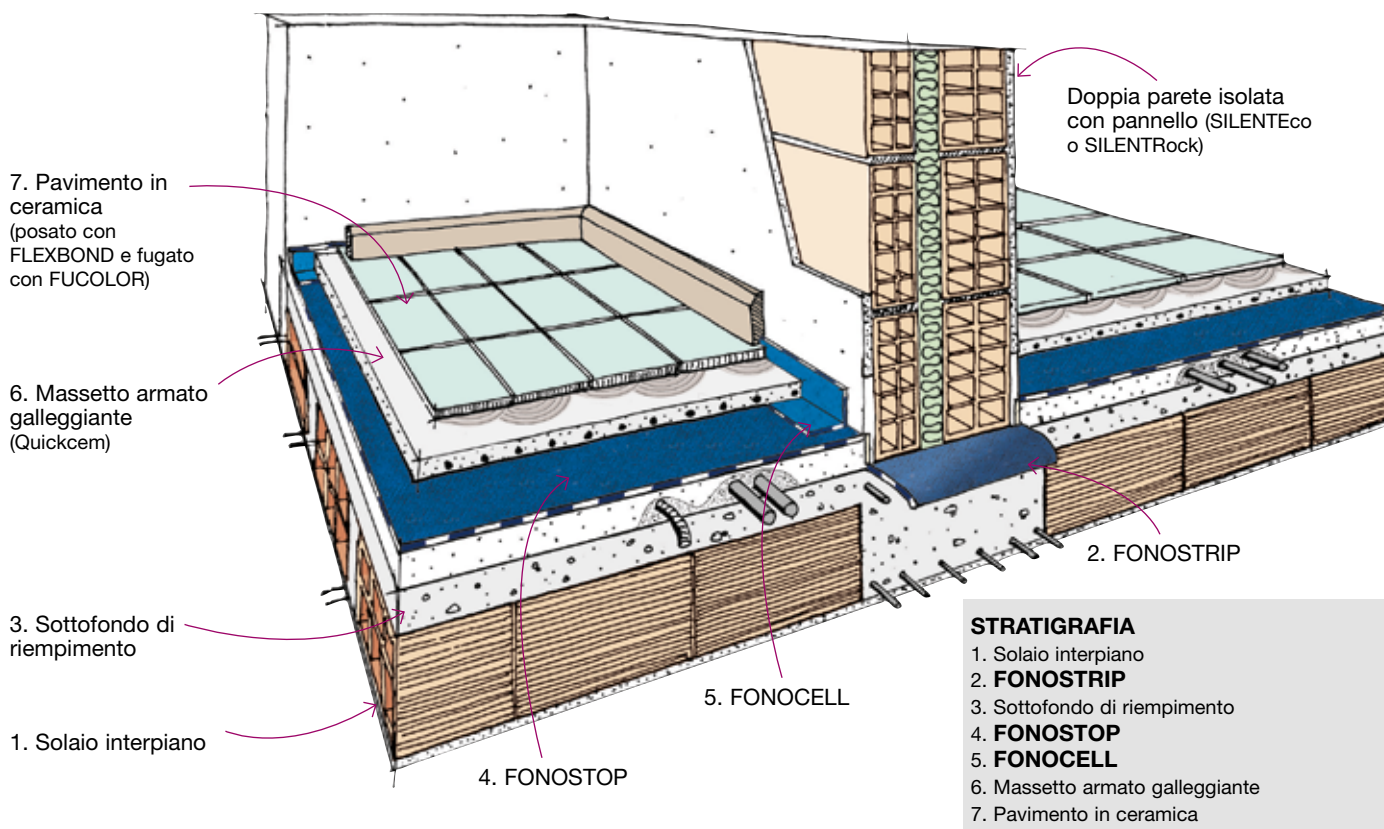 Doppia parete isolata
con pannello (SILENTEco
o SILENTRock)
7. Pavimento in
ceramica
(posato con
FLEXBOND e fugato
con FUCOLOR)
6. Massetto armato
galleggiante
(Quickcem)
3. Sottofondo di
riempimento
1. Solaio interpiano
4. FONOSTOP
5. FONOCELL
2. FONOSTRIP
STRATIGRAFIA
1. Solaio interpiano
2. FONOSTRIP
3. Sottofondo di riempimento
4. FONOSTOP
5. FONOCELL
6. Massetto armato galleggiante
7. Pavimento in ceramica